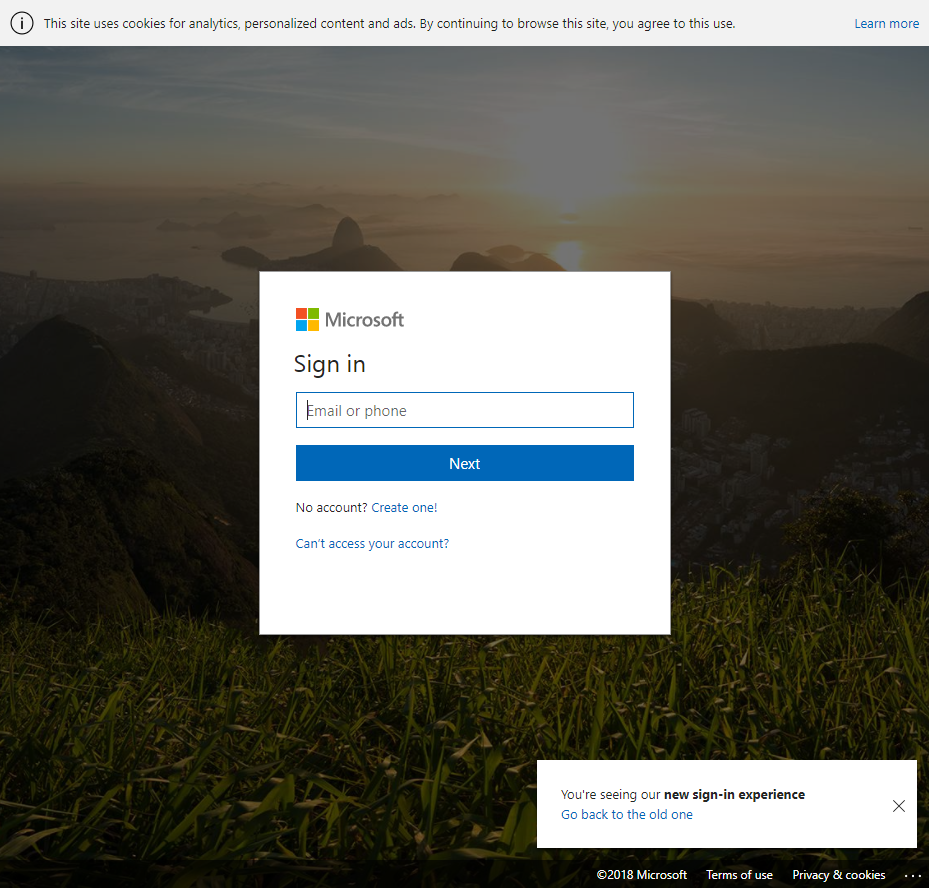 This site uses cookies for analytics, personalized content and ads. By continuing to browse this site, you agree to this use.
Learn more
Microsoft
Sign in
Email or phone
Next
No account? Create one!
Can't access your account?
You're seeing our new sign-in experience
Go back to the old one
©2018 Microsoft
Terms of use
Privacy & cookies
...